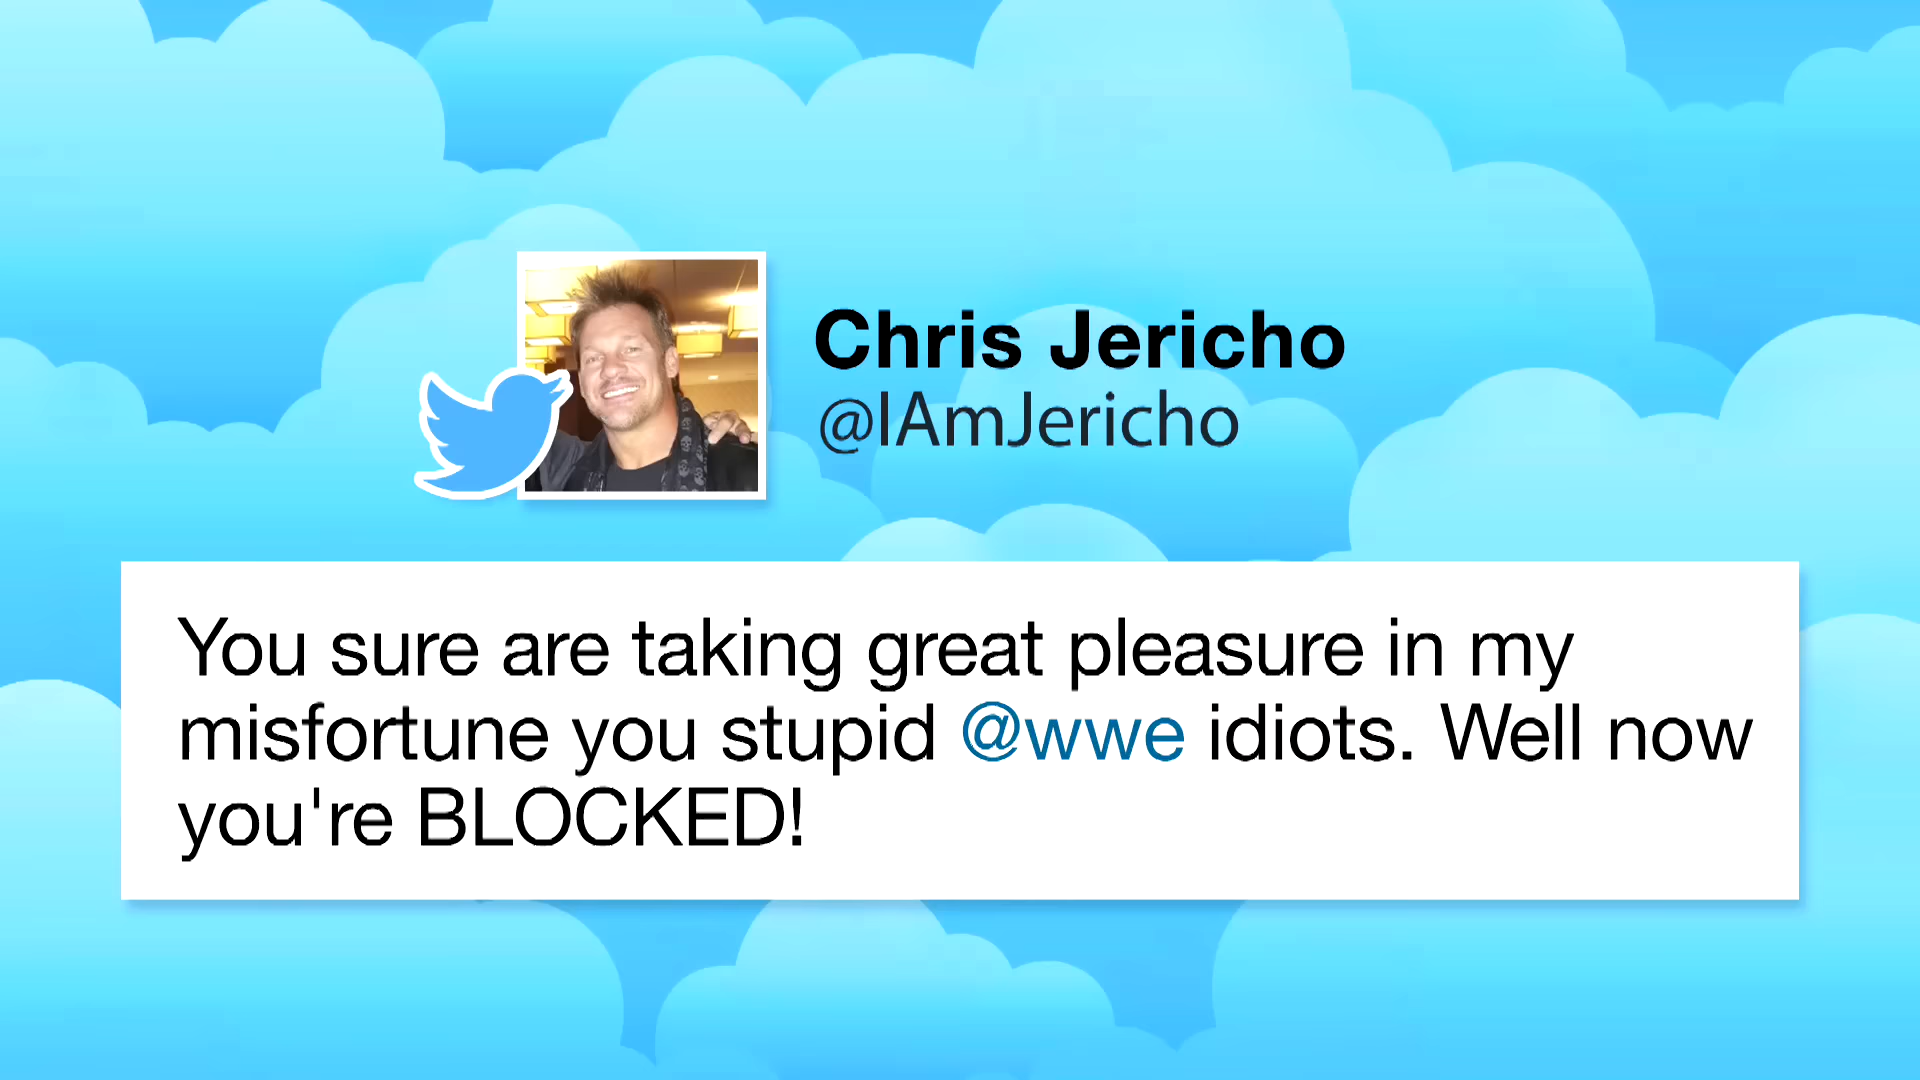 Chris Jericho
@IAmJericho
You sure are taking great pleasure in my
misfortune you stupid @wwe idiots. Well now
you're BLOCKED!